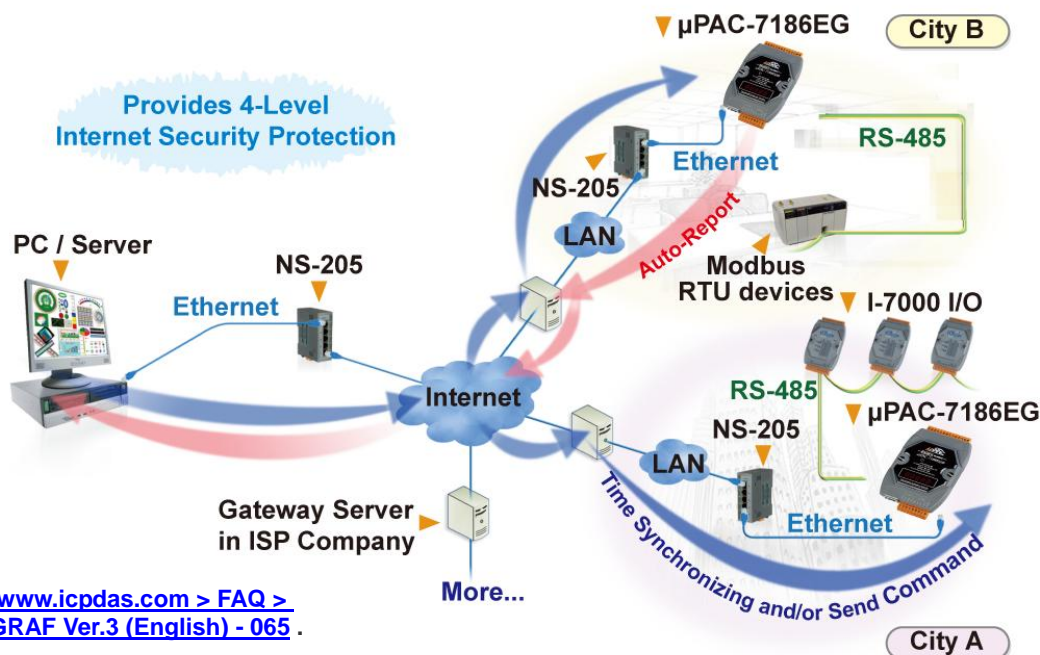 μPAC-7186EG
City B
Provides 4-Level
Internet Security Protection
RS-485
Ethernet
NS-205
LAN
Auto-Report
Modbus
RTU devices
PC / Server
NS-205
Ethernet
I-7000 I/O
Internet
RS-485
μPAC-7186EG
NS-205
LAN
Gateway Server
in ISP Company
Ethernet
Time Synchronizing and/or Send Command
More...
www.icpdas.com > FAQ >
GRAF Ver.3 (English) - 065 .
City A